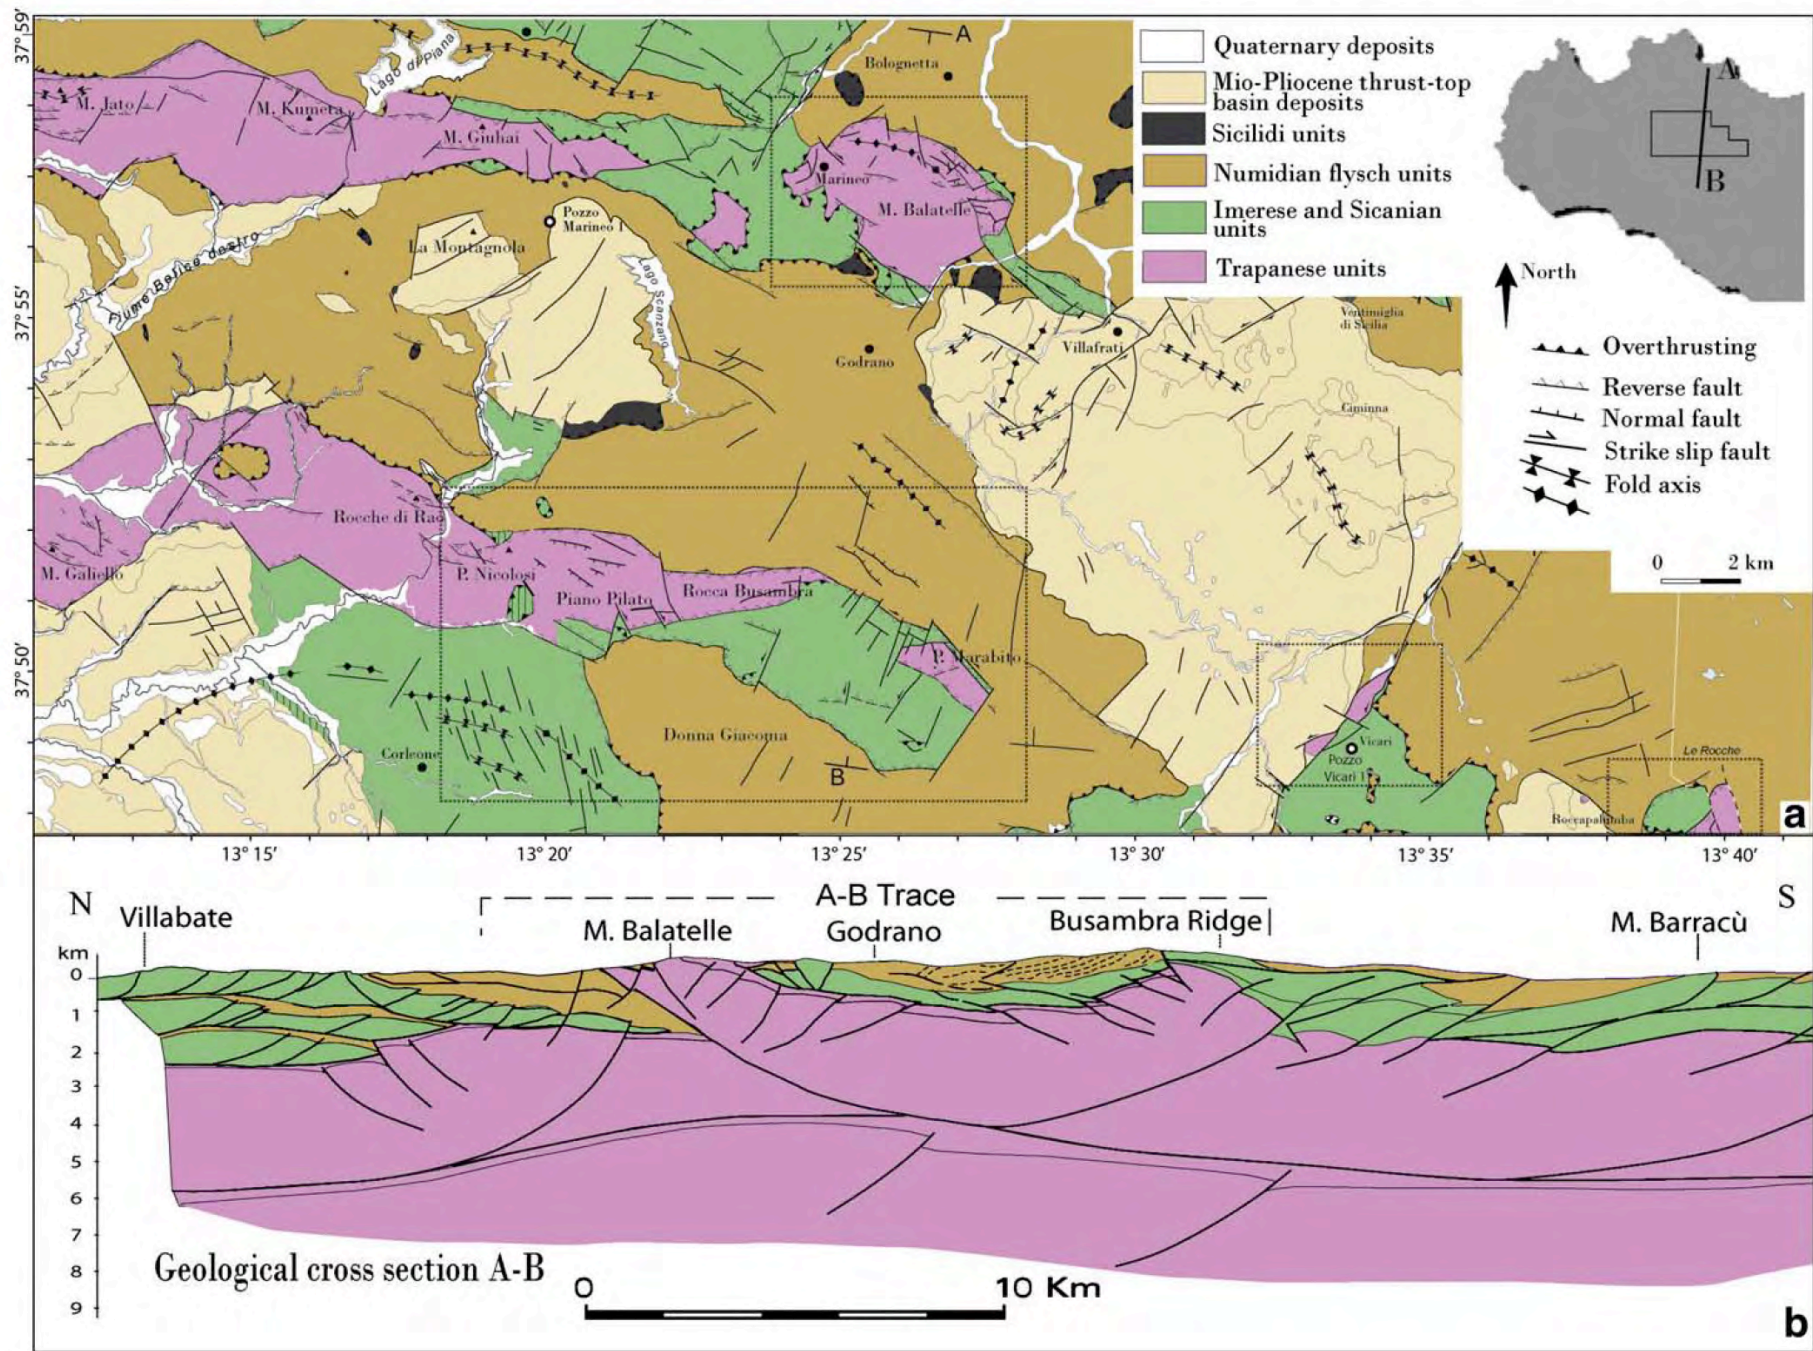 37°59'
37°55'
37°50'
A
Bolognetta
Lago di Piana
M. Jato
M. Kumeta
M. Giuhai
Marineo
M. Balatelle
Pozzo
Marineo 1
La Montagnola
Fiume Belice destro
Lago Scanzano
Godrano
Villafrati
Ventimiglia
di Sicilia
Ciminna
Rocche di Rao
M. Galiello
P. Nicolosi
Piano Pilato
Rocca Busambra
P. Marabito
Donna Giacoma
Corleone
B
Vicari
Pozzo
Vicari 1
Le Rocche
Roccapalumba
a
Quaternary deposits
Mio-Pliocene thrust-top
basin deposits
Sicilidi units
Numidian flysch units
Imerese and Sicanian
units
Trapanese units
A
B
North
Overthrusting
Reverse fault
Normal fault
Strike slip fault
Fold axis
0 2 km
13° 15' 13° 20' 13° 25' 13° 30' 13° 35' 13° 40'
N A-B Trace S
Villabate M. Balatelle Godrano Busambra Ridge M. Barracù
km
0
1
2
3
4
5
6
7
8
9
Geological cross section A-B
0 10 Km
b